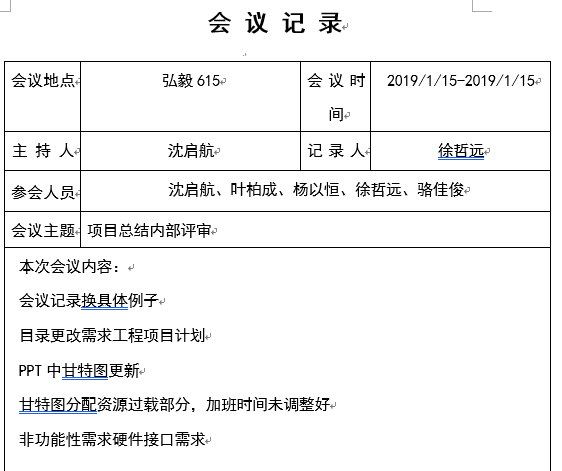 会 议 记 录
会议地点 弘毅 615 会 议 时 间 2019/1/15-2019/1/15
主 持 人 沈启航 记 录 人 徐哲远
参会人员 沈启航、叶柏成、杨以恒、徐哲远、骆佳俊
会议主题 项目总结内部评审
本次会议内容：
会议记录换具体例子
目录更改需求工程项目计划
PPT 中甘特图更新
甘特图分配资源过载部分，加班时间未调整好
非功能性需求硬件接口需求